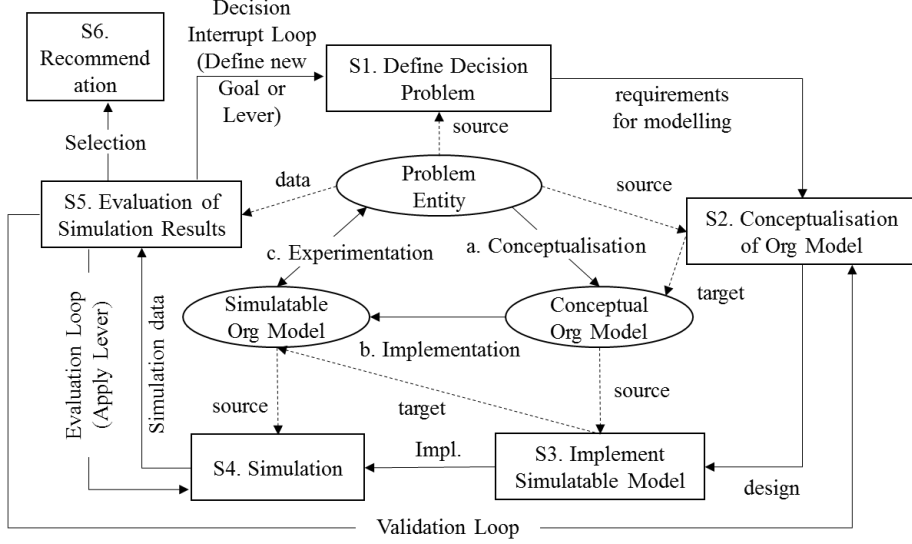 Decision
Interrupt Loop
(Define new
Goal or
Lever)
S6.
Recommend
ation
S1. Define Decision
Problem
requirements
for modelling
source
Selection
data
Problem
Entity
source
S5. Evaluation of
Simulation Results
S2. Conceptualisation
of Org Model
c. Experimentation
a. Conceptualisation
target
Simulatable
Org Model
Conceptual
Org Model
b. Implementation
Evaluation Loop
(Apply Lever)
Simulation data
source
target
source
S4. Simulation
Impl.
S3. Implement
Simulatable Model
design
Validation Loop